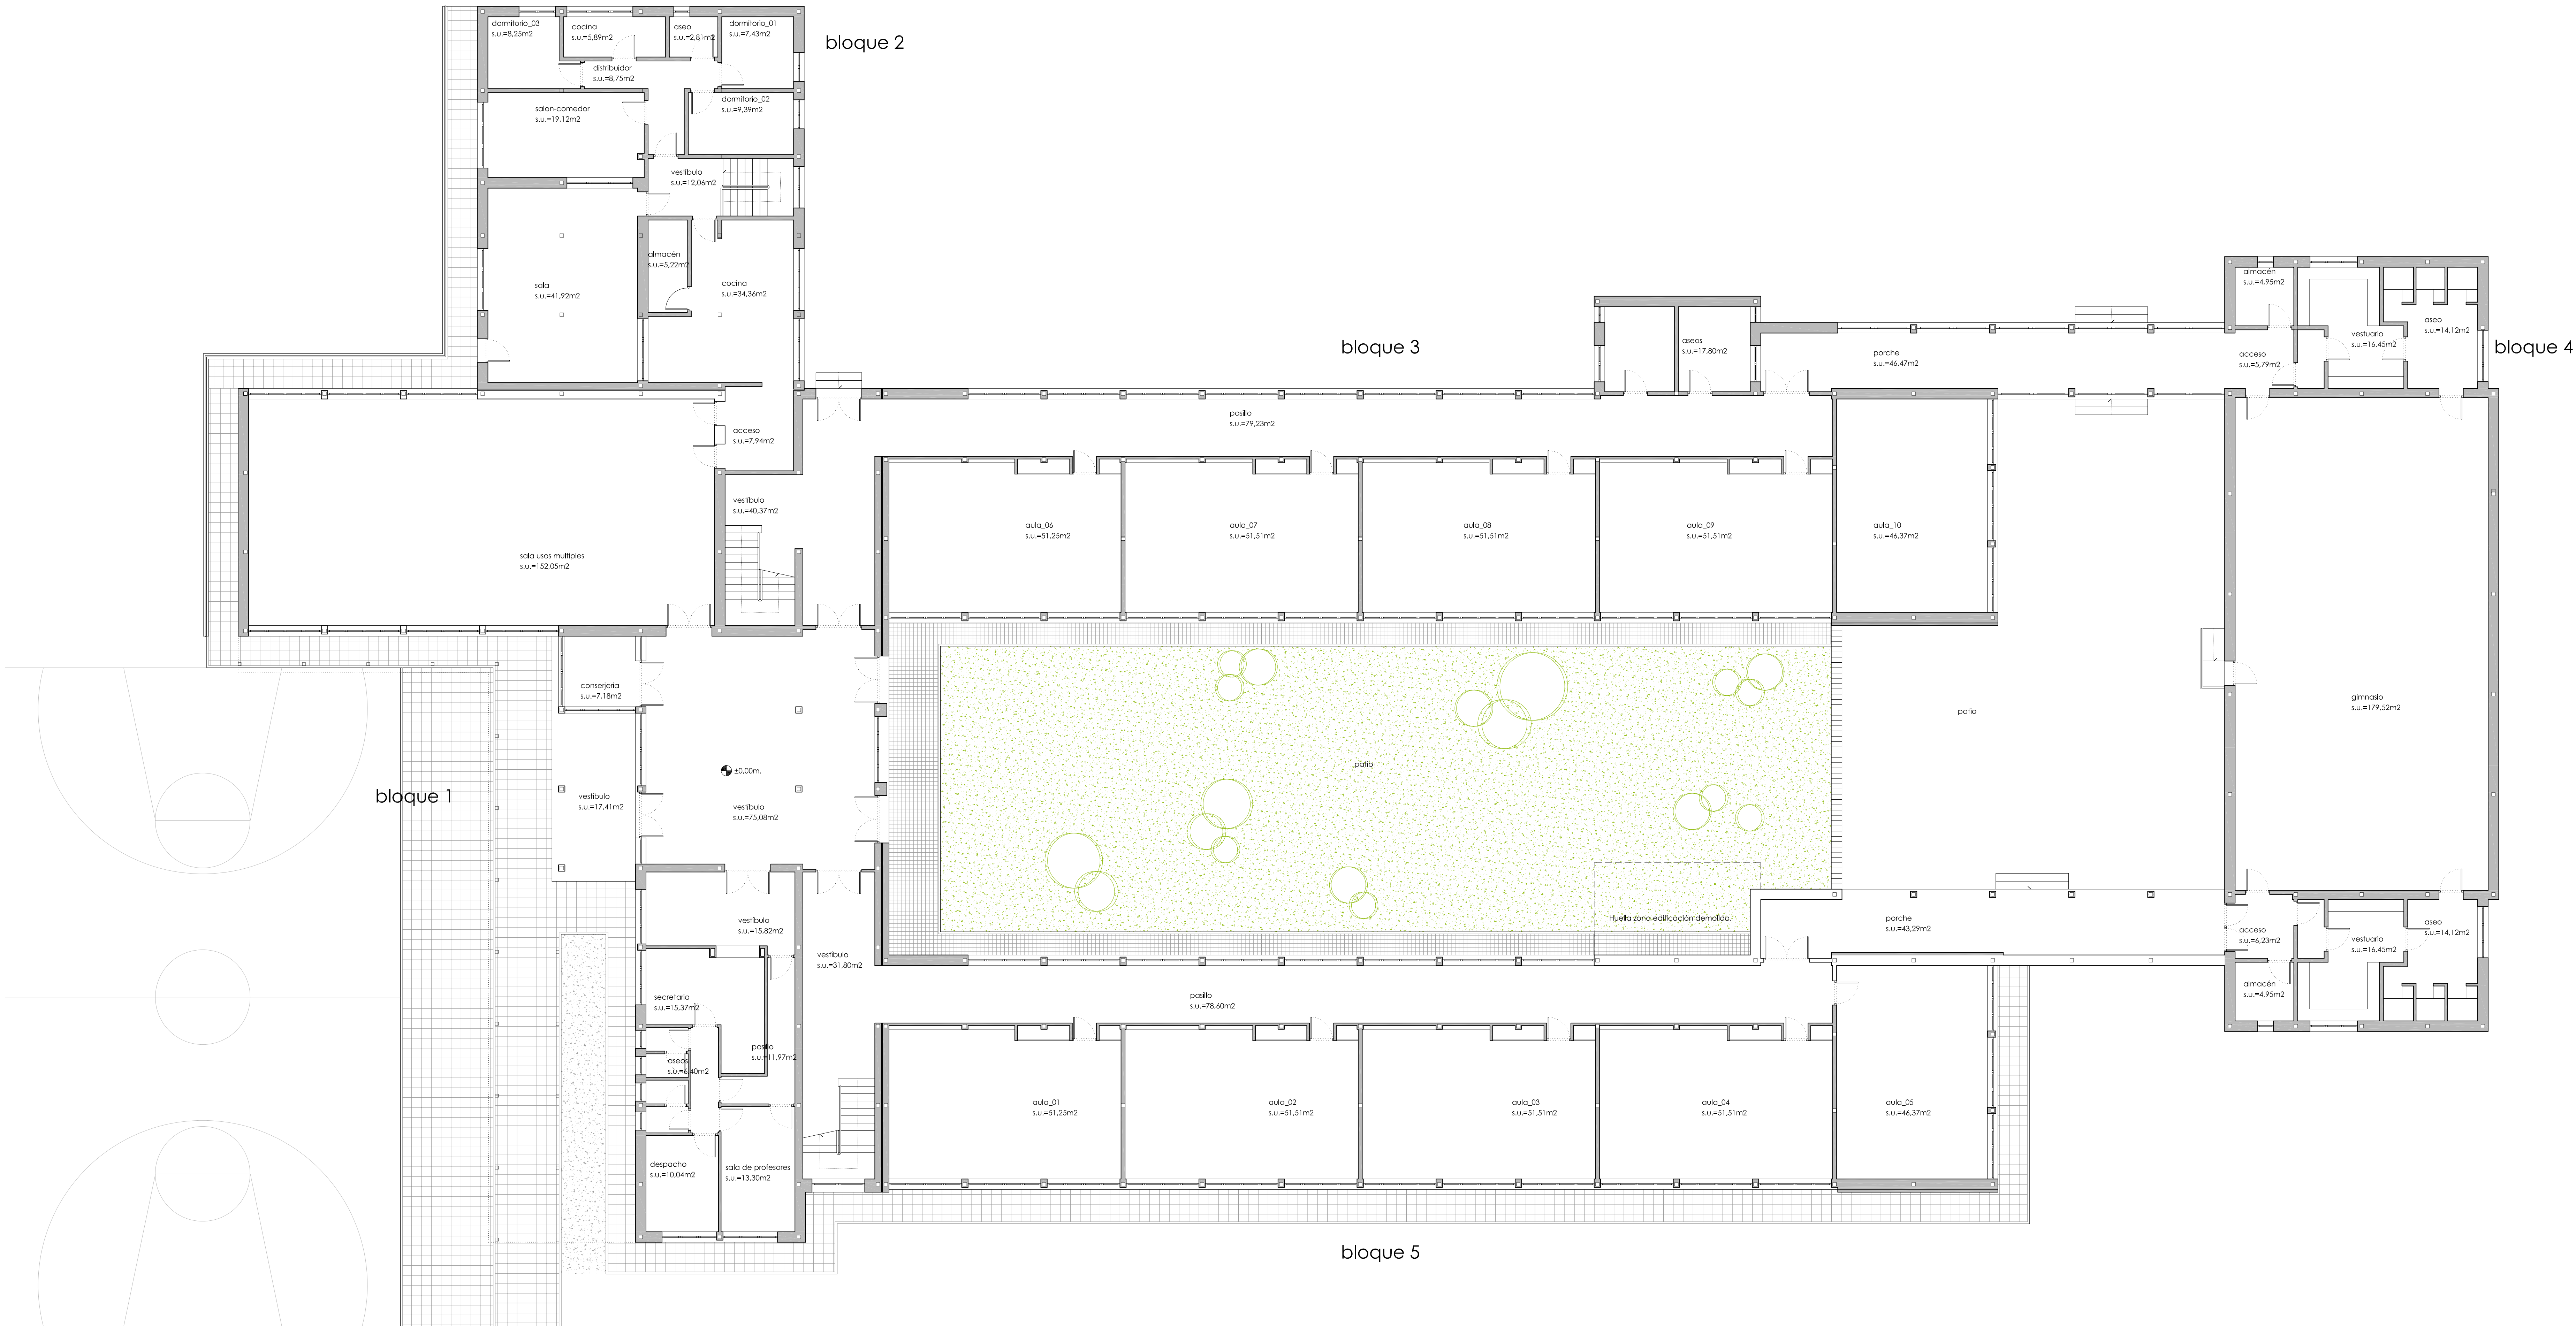 dormitorio_03
s.u.=8,25m2
cocina
s.u.=5,89m2
aseo
s.u.=2,81m2
dormitorio_01
s.u.=7,43m2
bloque 2
distribuidor
s.u.=8,75m2
salon-comedor
s.u.=19,12m2
dormitorio_02
s.u.=9,39m2
vestíbulo
s.u.=12,06m2
almacén
s.u.=5,22m2
sala
s.u.=41,92m2
cocina
s.u.=34,36m2
bloque 3
aseos
s.u.=17,80m2
porche
s.u.=46,47m2
almacén
s.u.=4,95m2
acceso
s.u.=5,79m2
vestuario
s.u.=16,45m2
aseo
s.u.=14,12m2
bloque 4
acceso
s.u.=7,94m2
pasillo
s.u.=79,23m2
vestíbulo
s.u.=40,37m2
sala usos multiples
s.u.=152,05m2
aula_06
s.u.=51,25m2
aula_07
s.u.=51,51m2
aula_08
s.u.=51,51m2
aula_09
s.u.=51,51m2
aula_10
s.u.=46,37m2
conserjeria
s.u.=7,18m2
gimnasio
s.u.=179,52m2
patio
patio
±0,00m.
bloque 1
vestíbulo
s.u.=17,41m2
vestíbulo
s.u.=75,08m2
vestíbulo
s.u.=15,82m2
Huella zona edificación demolida.
porche
s.u.=43,29m2
acceso
s.u.=6,23m2
vestuario
s.u.=16,45m2
aseo
s.u.=14,12m2
almacén
s.u.=4,95m2
vestíbulo
s.u.=31,80m2
secretaria
s.u.=15,37m2
pasillo
s.u.=78,60m2
pasillo
s.u.=11,97m2
aseos
s.u.=6,40m2
aula_01
s.u.=51,25m2
aula_02
s.u.=51,51m2
aula_03
s.u.=51,51m2
aula_04
s.u.=51,51m2
aula_05
s.u.=46,37m2
despacho
s.u.=10,04m2
sala de profesores
s.u.=13,30m2
bloque 5